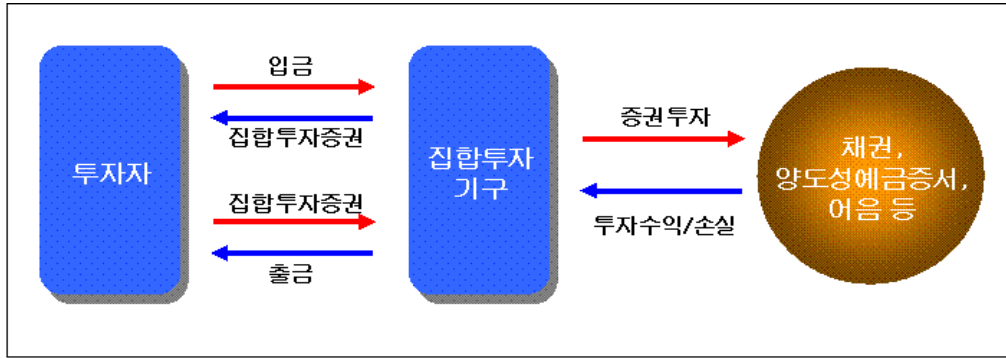 투자자
입금
집합투자증권
집합투자증권
출금
집합투자
기구
증권투자
투자수익/손실
채권,
양도성예금증서,
어음 등